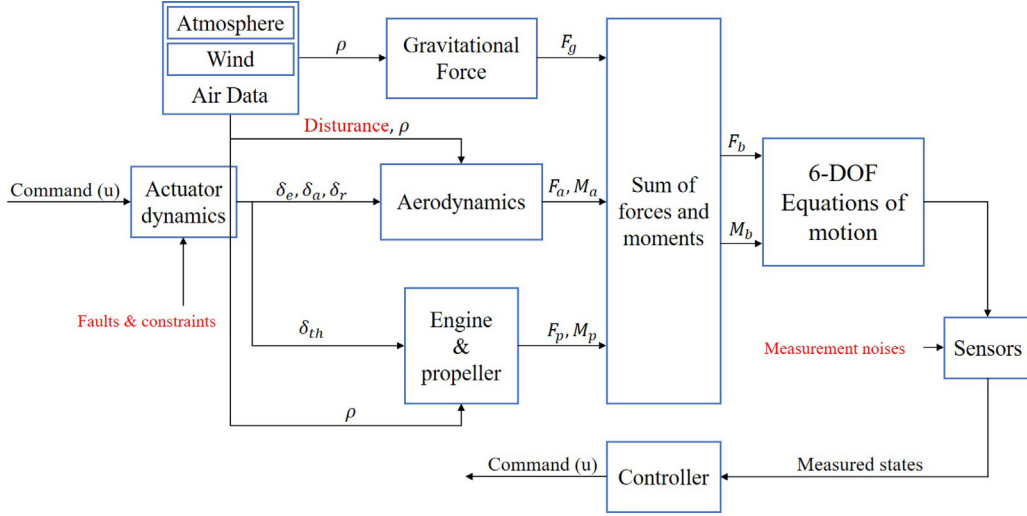 Atmosphere
Wind
Air Data
ρ
Gravitational
Force
F_g
Disturance, ρ
Command (u)
Actuator
dynamics
δ_e, δ_a, δ_r
Aerodynamics
F_a, M_a
Sum of
forces and
moments
F_b
M_b
6-DOF
Equations of
motion
Faults & constraints
δ_th
Engine
&
propeller
F_p, M_p
ρ
Measurement noises
Sensors
Command (u)
Controller
Measured states